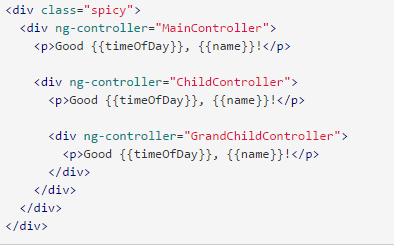 <div class="spicy">
  <div ng-controller="MainController">
    <p>Good {{timeOfDay}}, {{name}}!</p>

    <div ng-controller="ChildController">
      <p>Good {{timeOfDay}}, {{name}}!</p>

      <div ng-controller="GrandChildController">
        <p>Good {{timeOfDay}}, {{name}}!</p>
      </div>
    </div>
  </div>
</div>